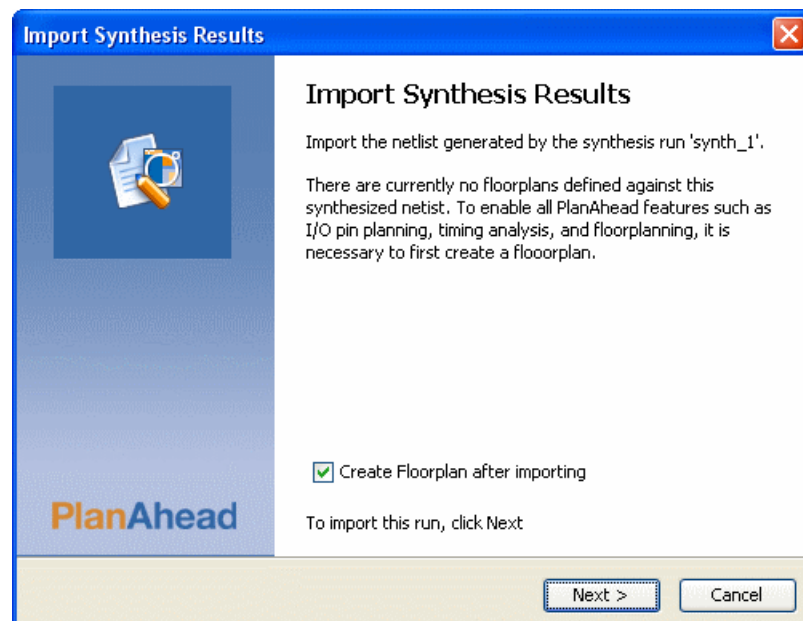 Import Synthesis Results
Import Synthesis Results
Import the netlist generated by the synthesis run 'synth_1'.
There are currently no floorplans defined against this
synthesized netist. To enable all PlanAhead features such as
I/O pin planning, timing analysis, and floorplanning, it is
necessary to first create a flooorplan.
Create Floorplan after importing
PlanAhead
To import this run, click Next
Next >
Cancel